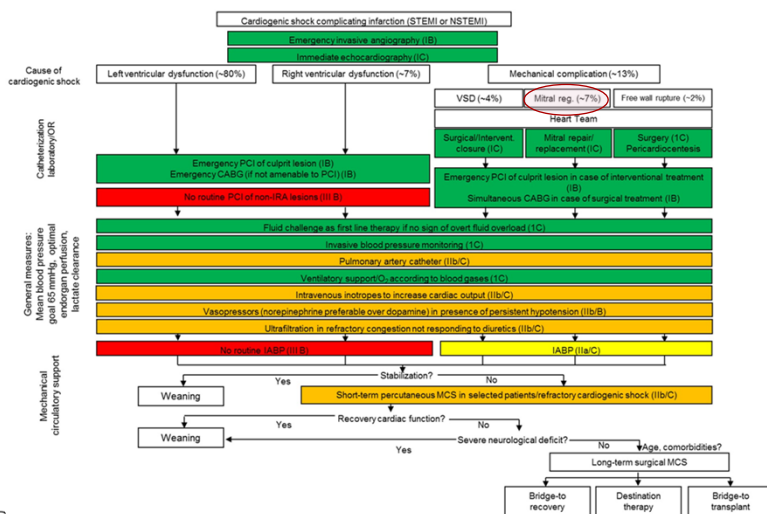 Cardiogenic shock complicating infarction (STEMI or NSTEMI)
Emergency invasive angiography (IB)
Immediate echocardiography (IC)
Cause of
cardiogenic shock
Left ventricular dysfunction (~80%)
Right ventricular dysfunction (~7%)
Mechanical complication (~13%)
VSD (~4%)
Mitral reg. (~7%)
Free wall rupture (~2%)
Heart Team
Catheterization
laboratory/OR
Surgical/Intervent.
closure (IC)
Mitral repair/
replacement (IC)
Surgery (1C)
Pericardiocentesis
Emergency PCI of culprit lesion (IB)
Emergency CABG (if not amenable to PCI) (IB)
Emergency PCI of culprit lesion in case of interventional treatment
(IB)
Simultaneous CABG in case of surgical treatment (IB)
No routine PCI of non-IRA lesions (III B)
General measures:
Mean blood pressure
goal 65 mmHg, optimal
endorgan perfusion,
lactate clearance
Fluid challenge as first line therapy if no sign of overt fluid overload (1C)
Invasive blood pressure monitoring (1C)
Pulmonary artery catheter (IIb/C)
Ventilatory support/O₂ according to blood gases (1C)
Intravenous inotropes to increase cardiac output (IIb/C)
Vasopressors (norepinephrine preferable over dopamine) in presence of persistent hypotension (IIb/B)
Ultrafiltration in refractory congestion not responding to diuretics (IIb/C)
Mechanical
circulatory support
No routine IABP (III B)
IABP (IIa/C)
Stabilization?
Yes
No
Weaning
Short-term percutaneous MCS in selected patients/refractory cardiogenic shock (IIb/C)
Recovery cardiac function?
Yes
No
Weaning
Severe neurological deficit?
Yes
No
Age, comorbidities?
Long-term surgical MCS
Bridge-to
recovery
Destination
therapy
Bridge-to
transplant